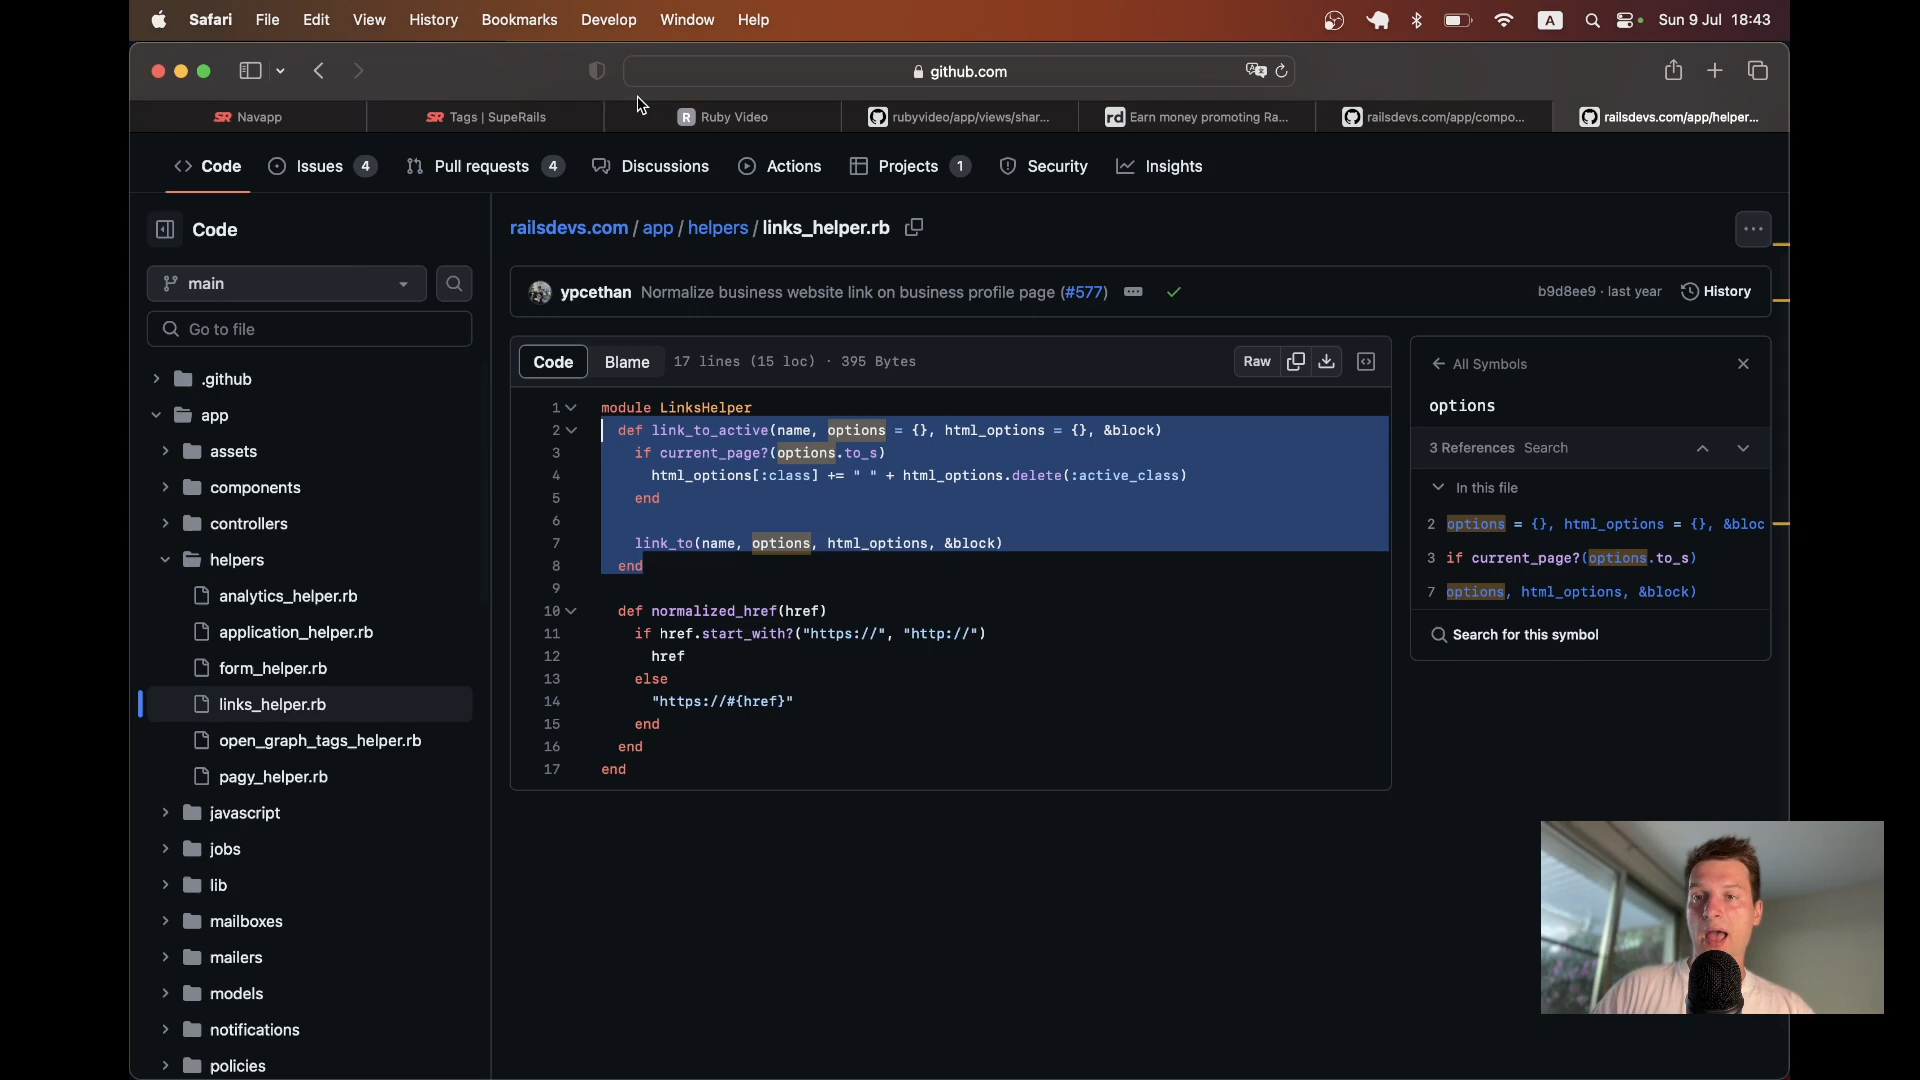 Safari File Edit View History Bookmarks Develop Window Help A Sun 9 Jul 18:43
github.com
SR Navapp
SR Tags | SupeRails
R Ruby Video
rubyvideo/app/views/shar...
rd Earn money promoting Ra...
railsdevs.com/app/compo...
railsdevs.com/app/helper...
Code Issues 4 Pull requests 4 Discussions Actions Projects 1 Security Insights
Code
main
Go to file
.github
app
assets
components
controllers
helpers
analytics_helper.rb
application_helper.rb
form_helper.rb
links_helper.rb
open_graph_tags_helper.rb
pagy_helper.rb
javascript
jobs
lib
mailboxes
mailers
models
notifications
policies
railsdevs.com / app / helpers / links_helper.rb
ypcethan Normalize business website link on business profile page (#577) b9d8ee9 · last year History
Code Blame 17 lines (15 loc) · 395 Bytes Raw
1 module LinksHelper
2 def link_to_active(name, options = {}, html_options = {}, &block)
3 if current_page?(options.to_s)
4 html_options[:class] += " " + html_options.delete(:active_class)
5 end
6
7 link_to(name, options, html_options, &block)
8 end
9
10 def normalized_href(href)
11 if href.start_with?("https://", "http://")
12 href
13 else
14 "https://#{href}"
15 end
16 end
17 end
All Symbols
options
3 References Search
In this file
2 options = {}, html_options = {}, &bloc
3 if current_page?(options.to_s)
7 options, html_options, &block)
Search for this symbol